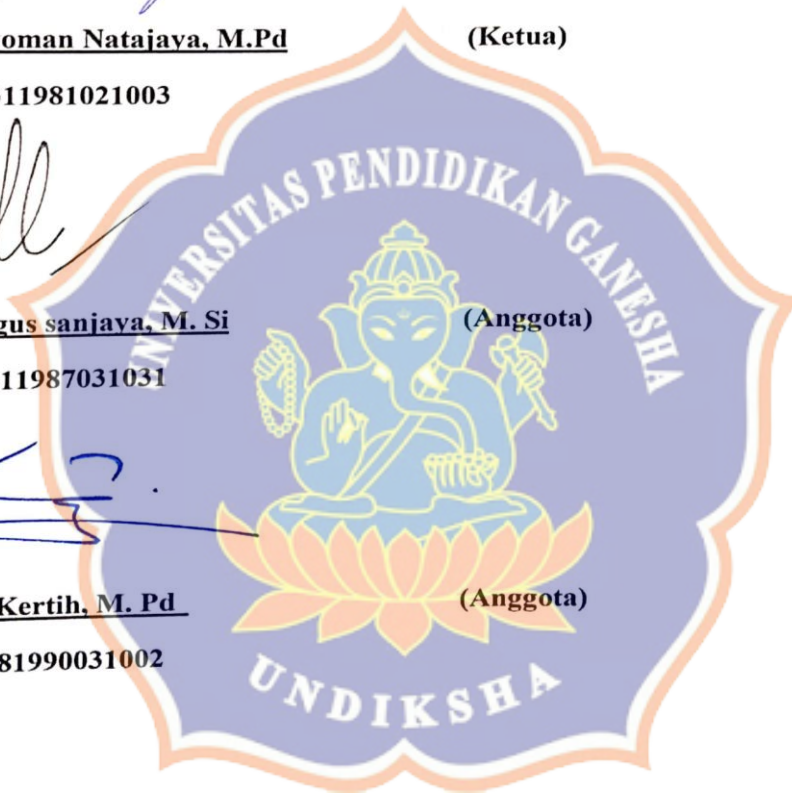 oman Natajaya, M.Pd (Ketua)
11981021003
UNIVERSITAS PENDIDIKAN GANESHA
gus sanjaya, M. Si (Anggota)
11987031031
Kertih, M. Pd (Anggota)
81990031002
UNDIKSHA